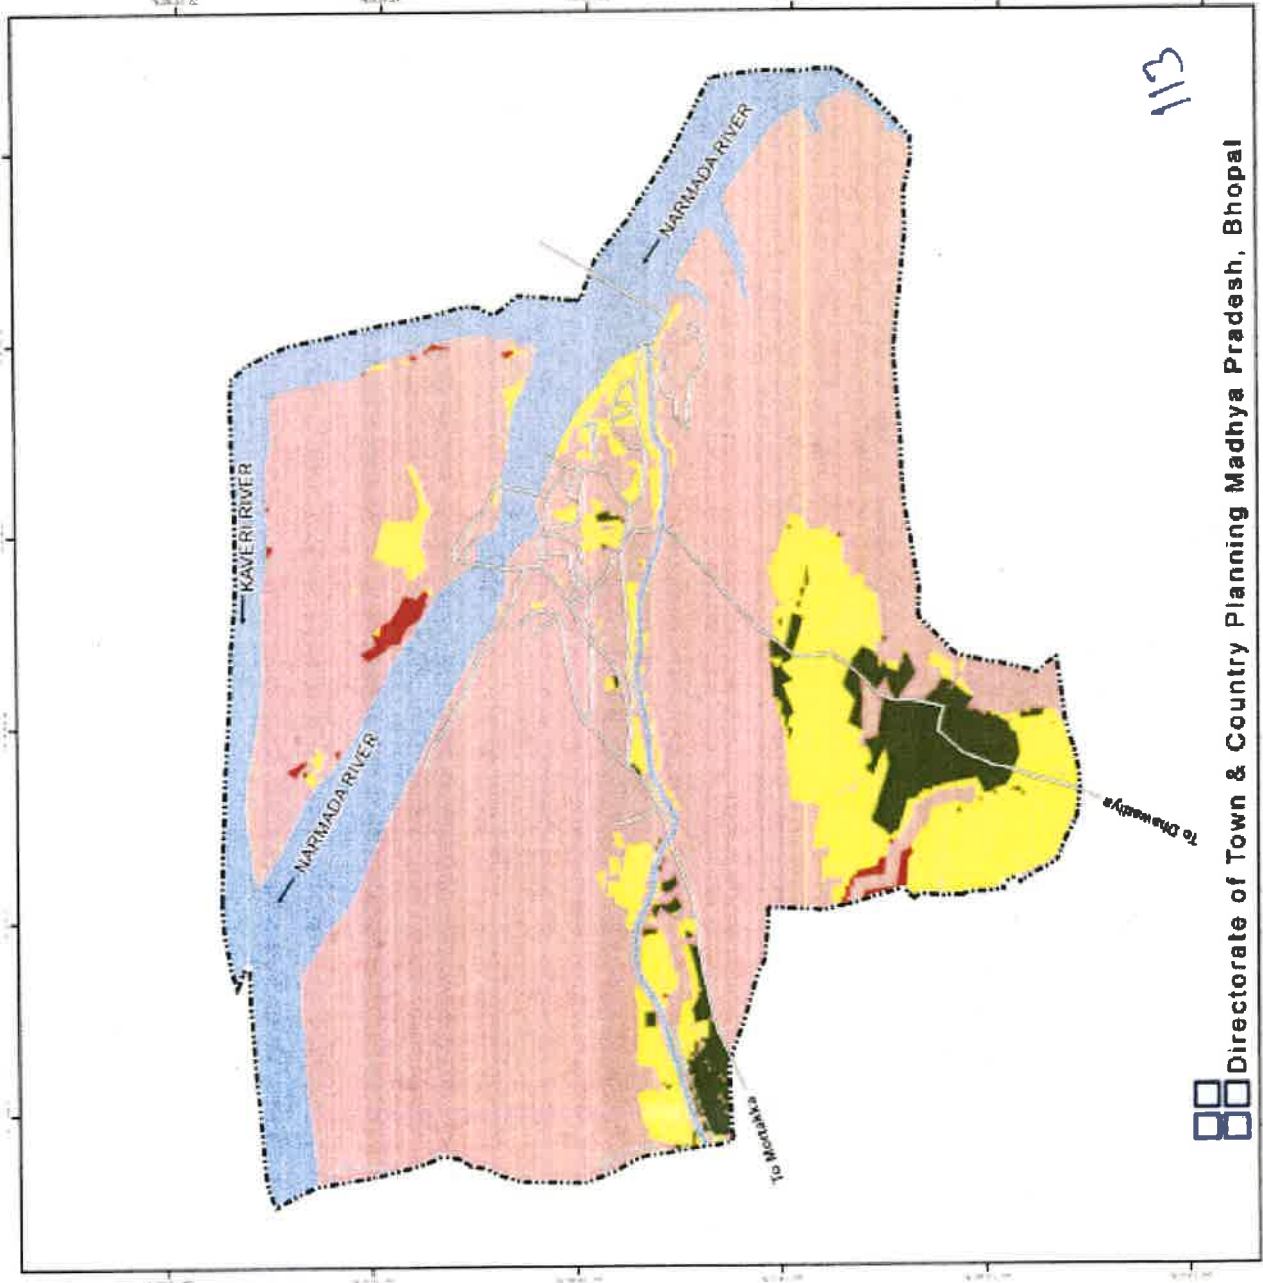 113
NARMADA RIVER
KAVERI RIVER
NARMADA RIVER
To Dhawadiya
To Mortakka
Directorate of Town & Country Planning Madhya Pradesh, Bhopal